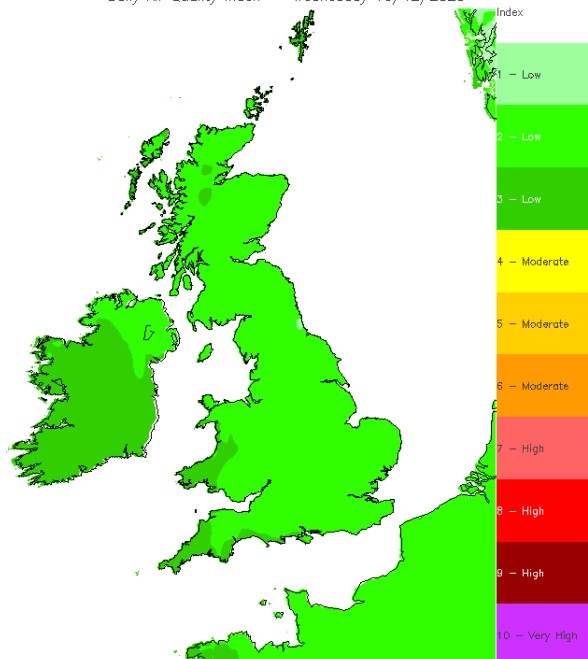 Index
1 - Low
2 - Low
3 - Low
4 - Moderate
5 - Moderate
6 - Moderate
7 - High
8 - High
9 - High
10 - Very High